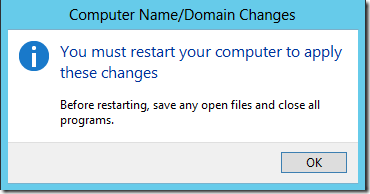 Computer Name/Domain Changes
You must restart your computer to apply
these changes
Before restarting, save any open files and close all
programs.
OK